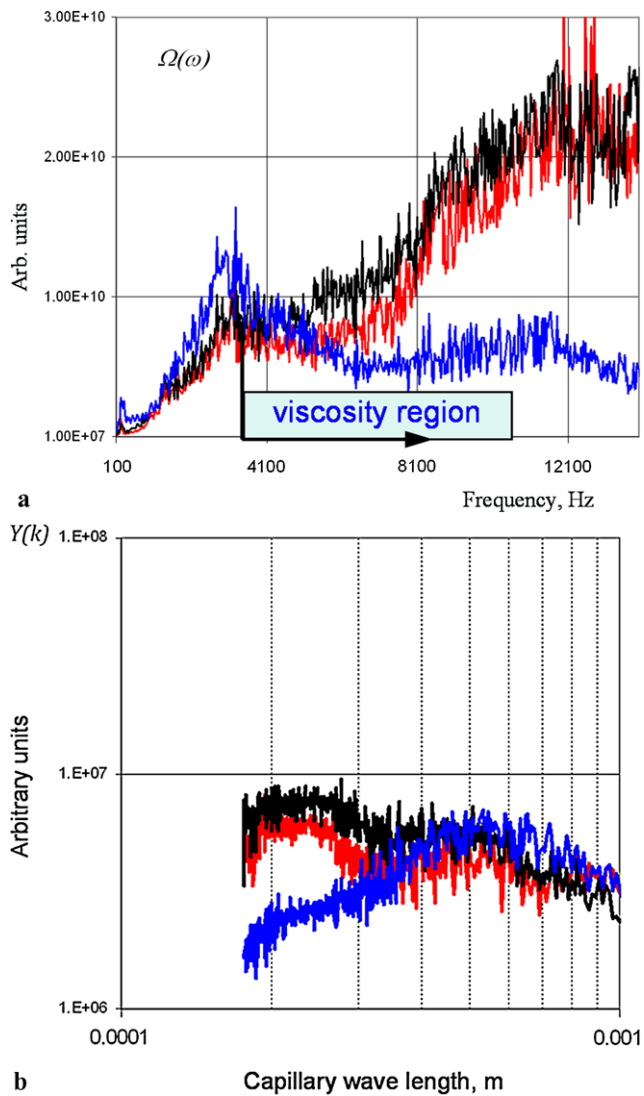 3.00E+10
Ω(ω)
2.00E+10
Arb. units
1.00E+10
viscosity region
1.00E+07
100 4100 8100 12100
a Frequency, Hz
Y(k)
1.E+08
Arbitrary units
1.E+07
1.E+06
0.0001 0.001
b Capillary wave length, m